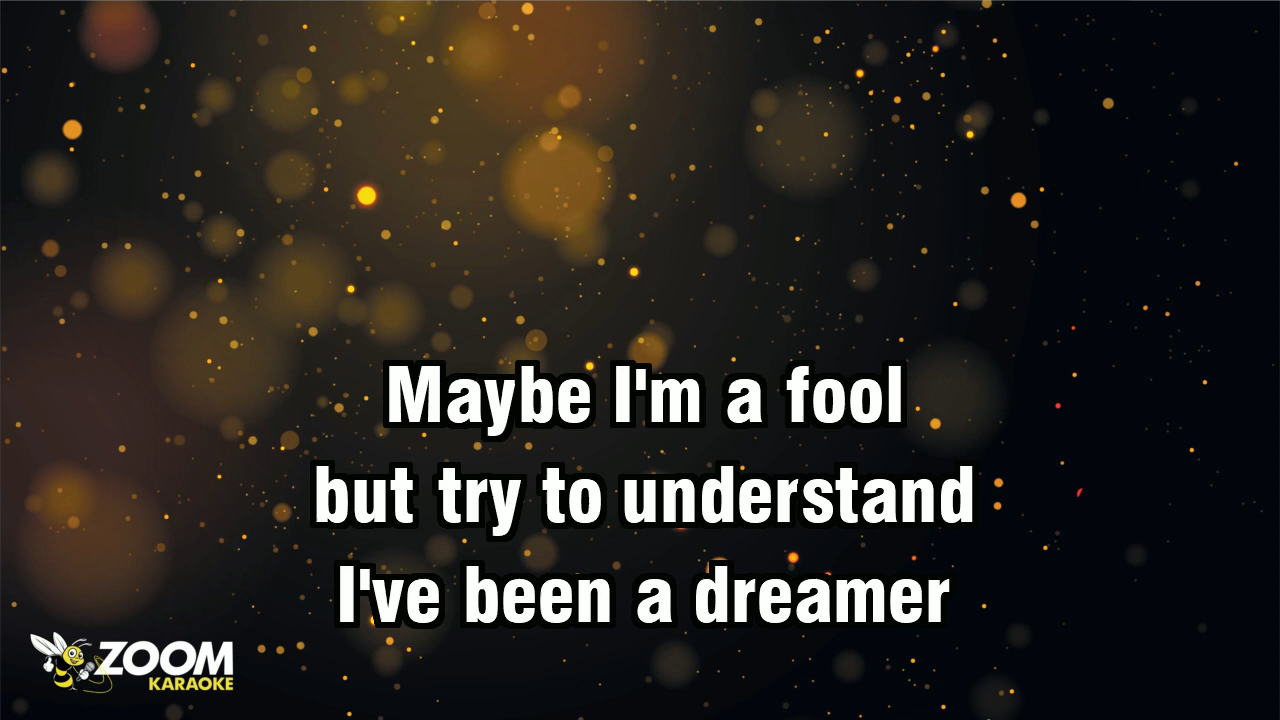 Maybe I'm a fool
but try to understand
I've been a dreamer
ZOOM
KARAOKE